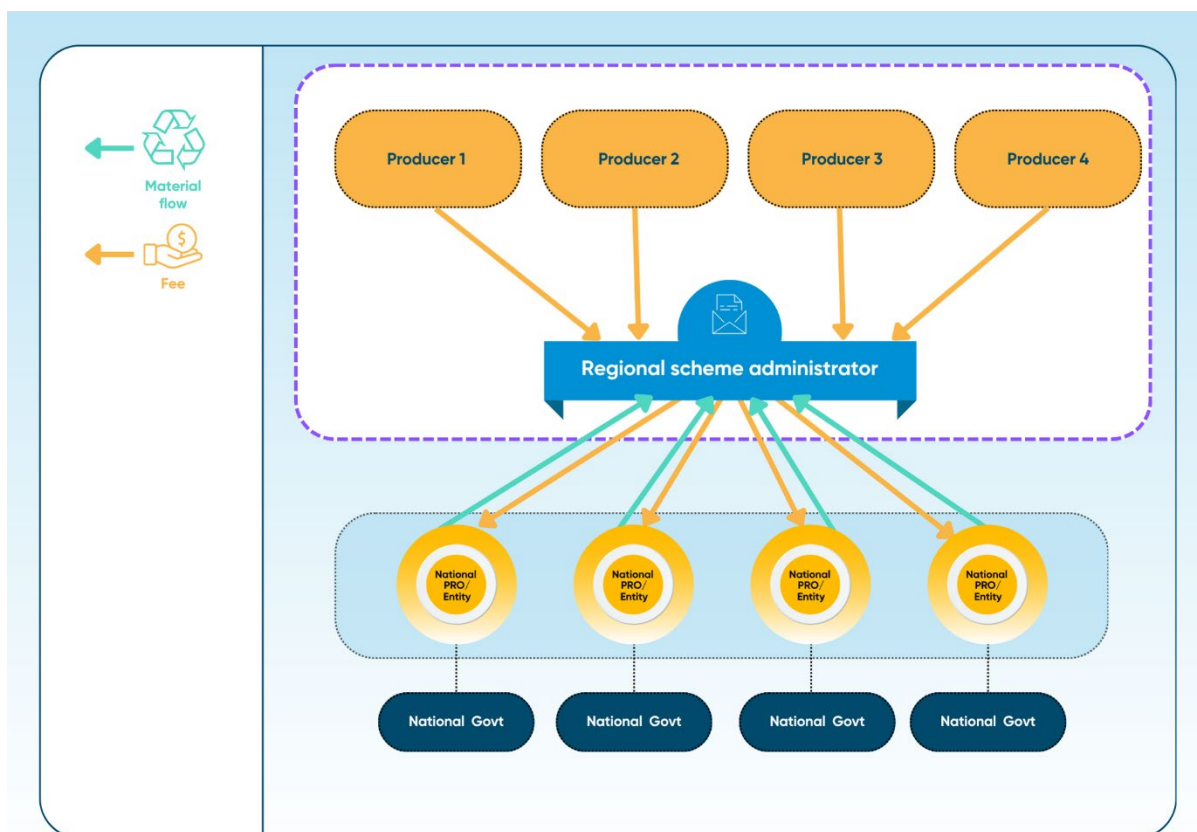 Producer 1
Producer 2
Producer 3
Producer 4
Material
flow
$
Fee
Regional scheme administrator
National
PRO/
Entity
National
PRO/
Entity
National
PRO/
Entity
National
PRO/
Entity
National Govt
National Govt
National Govt
National Govt